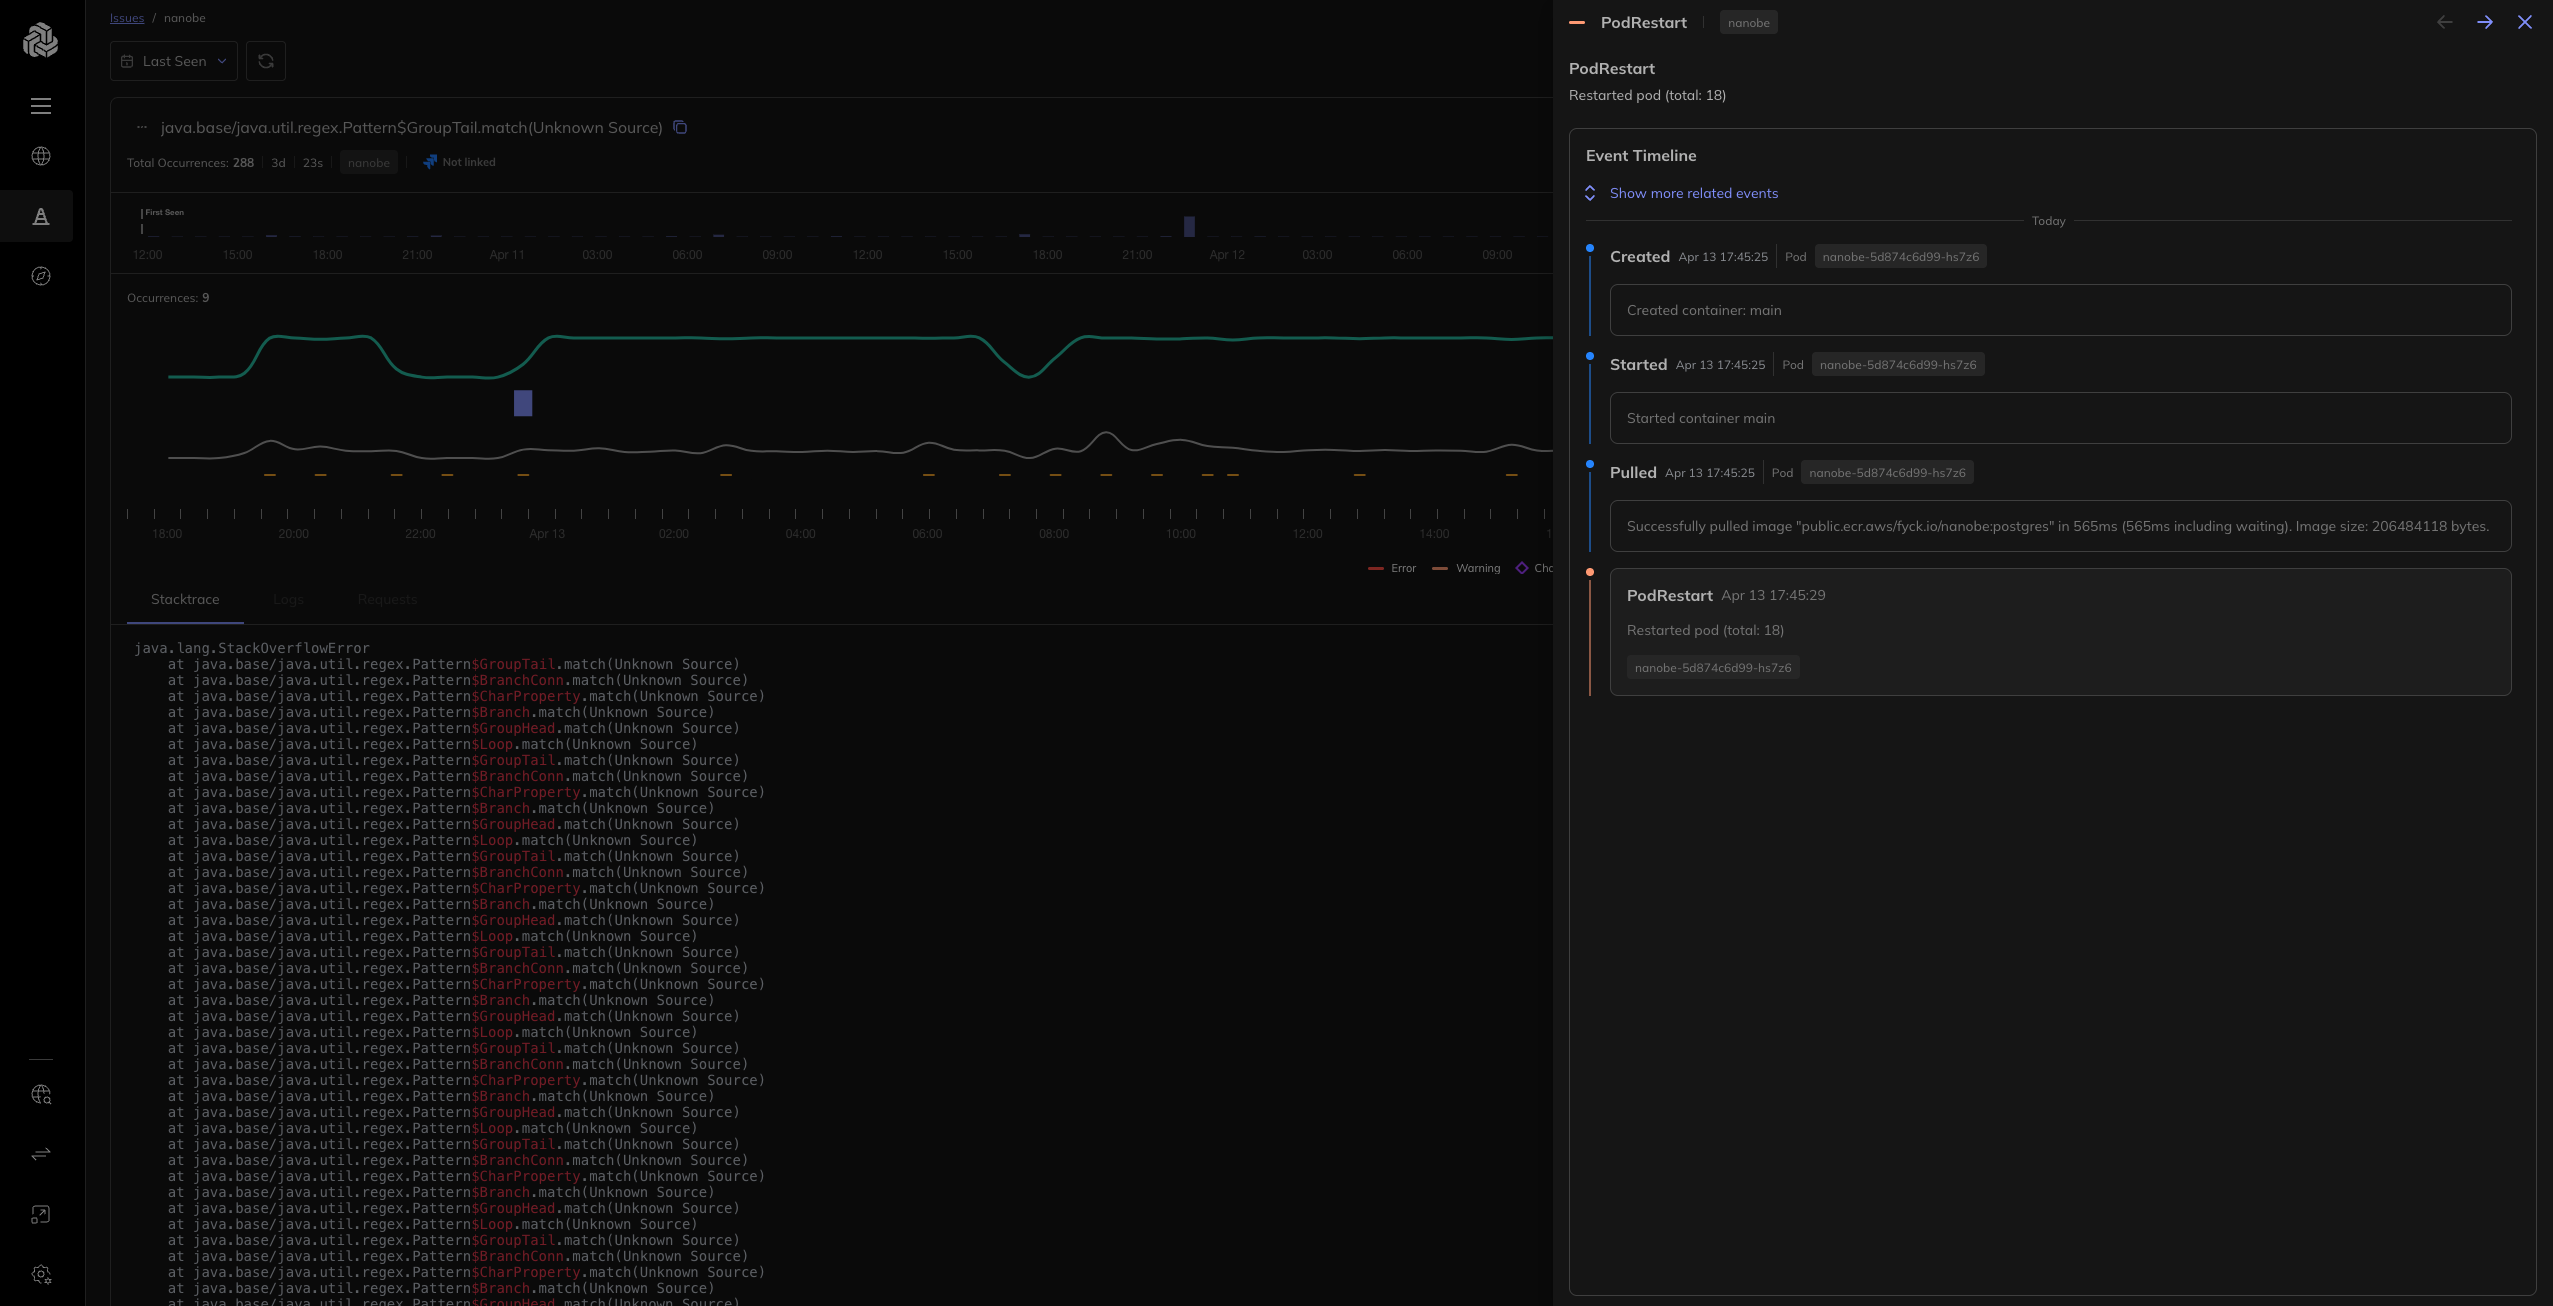 Issues / nanobe
Last Seen
java.base/java.util.regex.Pattern$GroupTail.match(Unknown Source)
Total Occurrences: 288 3d 23s nanobe Not linked
First Seen
12:00 15:00 18:00 21:00 Apr 11 03:00 06:00 09:00 12:00 15:00 18:00 21:00 Apr 12 03:00 06:00 09:00
Occurrences: 9
18:00 20:00 22:00 Apr 13 02:00 04:00 06:00 08:00 10:00 12:00 14:00
Error Warning
Stacktrace Logs Requests
java.lang.StackOverflowError
at java.base/java.util.regex.Pattern$GroupTail.match(Unknown Source)
at java.base/java.util.regex.Pattern$BranchConn.match(Unknown Source)
at java.base/java.util.regex.Pattern$CharProperty.match(Unknown Source)
at java.base/java.util.regex.Pattern$Branch.match(Unknown Source)
at java.base/java.util.regex.Pattern$GroupHead.match(Unknown Source)
at java.base/java.util.regex.Pattern$Loop.match(Unknown Source)
at java.base/java.util.regex.Pattern$GroupTail.match(Unknown Source)
at java.base/java.util.regex.Pattern$BranchConn.match(Unknown Source)
at java.base/java.util.regex.Pattern$CharProperty.match(Unknown Source)
at java.base/java.util.regex.Pattern$Branch.match(Unknown Source)
at java.base/java.util.regex.Pattern$GroupHead.match(Unknown Source)
at java.base/java.util.regex.Pattern$Loop.match(Unknown Source)
at java.base/java.util.regex.Pattern$GroupTail.match(Unknown Source)
at java.base/java.util.regex.Pattern$BranchConn.match(Unknown Source)
at java.base/java.util.regex.Pattern$CharProperty.match(Unknown Source)
at java.base/java.util.regex.Pattern$Branch.match(Unknown Source)
at java.base/java.util.regex.Pattern$GroupHead.match(Unknown Source)
at java.base/java.util.regex.Pattern$Loop.match(Unknown Source)
at java.base/java.util.regex.Pattern$GroupTail.match(Unknown Source)
at java.base/java.util.regex.Pattern$BranchConn.match(Unknown Source)
at java.base/java.util.regex.Pattern$CharProperty.match(Unknown Source)
at java.base/java.util.regex.Pattern$Branch.match(Unknown Source)
at java.base/java.util.regex.Pattern$GroupHead.match(Unknown Source)
at java.base/java.util.regex.Pattern$Loop.match(Unknown Source)
at java.base/java.util.regex.Pattern$GroupTail.match(Unknown Source)
at java.base/java.util.regex.Pattern$BranchConn.match(Unknown Source)
at java.base/java.util.regex.Pattern$CharProperty.match(Unknown Source)
at java.base/java.util.regex.Pattern$Branch.match(Unknown Source)
at java.base/java.util.regex.Pattern$GroupHead.match(Unknown Source)
at java.base/java.util.regex.Pattern$Loop.match(Unknown Source)
at java.base/java.util.regex.Pattern$GroupTail.match(Unknown Source)
at java.base/java.util.regex.Pattern$BranchConn.match(Unknown Source)
at java.base/java.util.regex.Pattern$CharProperty.match(Unknown Source)
at java.base/java.util.regex.Pattern$Branch.match(Unknown Source)
at java.base/java.util.regex.Pattern$GroupHead.match(Unknown Source)
at java.base/java.util.regex.Pattern$Loop.match(Unknown Source)
at java.base/java.util.regex.Pattern$GroupTail.match(Unknown Source)
at java.base/java.util.regex.Pattern$BranchConn.match(Unknown Source)
at java.base/java.util.regex.Pattern$CharProperty.match(Unknown Source)
at java.base/java.util.regex.Pattern$Branch.match(Unknown Source)
at java.base/java.util.regex.Pattern$GroupHead.match(Unknown Source)
PodRestart nanobe
PodRestart
Restarted pod (total: 18)
Event Timeline
Show more related events
Today
Created Apr 13 17:45:25 Pod nanobe-5d874c6d99-hs7z6
Created container: main
Started Apr 13 17:45:25 Pod nanobe-5d874c6d99-hs7z6
Started container main
Pulled Apr 13 17:45:25 Pod nanobe-5d874c6d99-hs7z6
Successfully pulled image "public.ecr.aws/fyck.io/nanobe:postgres" in 565ms (565ms including waiting). Image size: 206484118 bytes.
PodRestart Apr 13 17:45:29
Restarted pod (total: 18)
nanobe-5d874c6d99-hs7z6